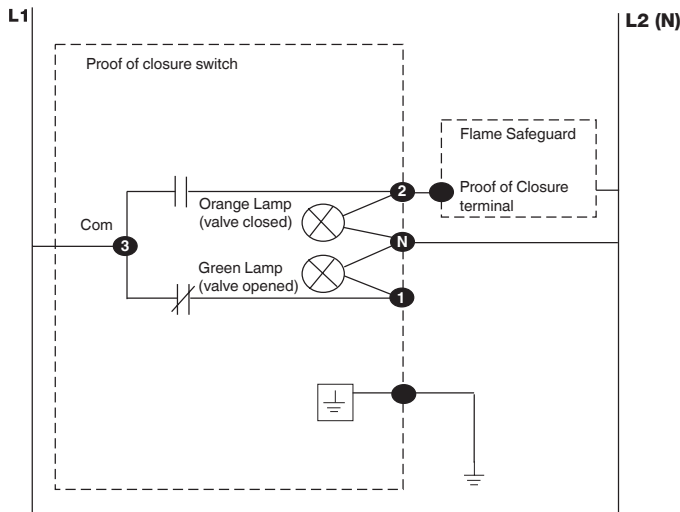 L1
L2 (N)
Proof of closure switch
Flame Safeguard
2
Proof of Closure
terminal
Orange Lamp
(valve closed)
Com
3
N
Green Lamp
(valve opened)
1